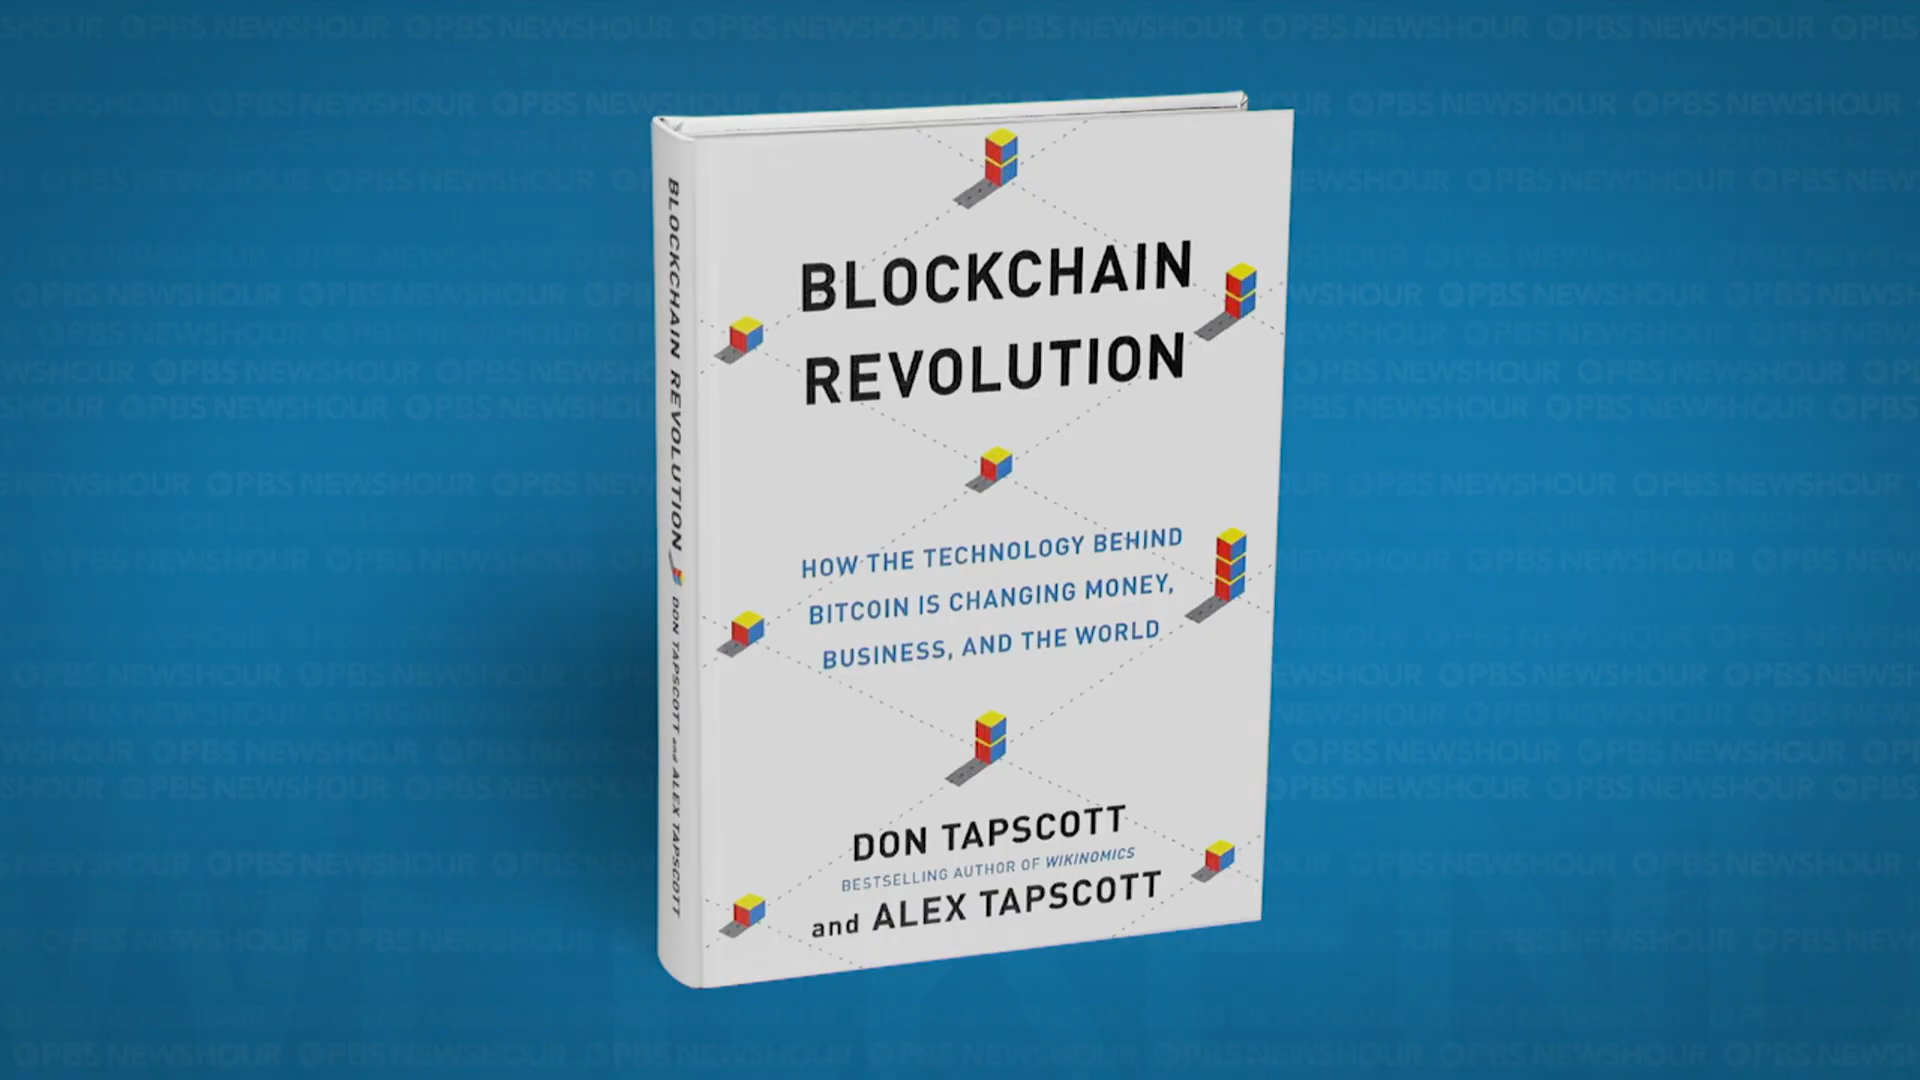 BLOCKCHAIN
REVOLUTION
HOW THE TECHNOLOGY BEHIND
BITCOIN IS CHANGING MONEY,
BUSINESS, AND THE WORLD
DON TAPSCOTT
BESTSELLING AUTHOR OF WIKINOMICS
and ALEX TAPSCOTT
BLOCKCHAIN REVOLUTION DON TAPSCOTT and ALEX TAPSCOTT
PBS NEWSHOUR